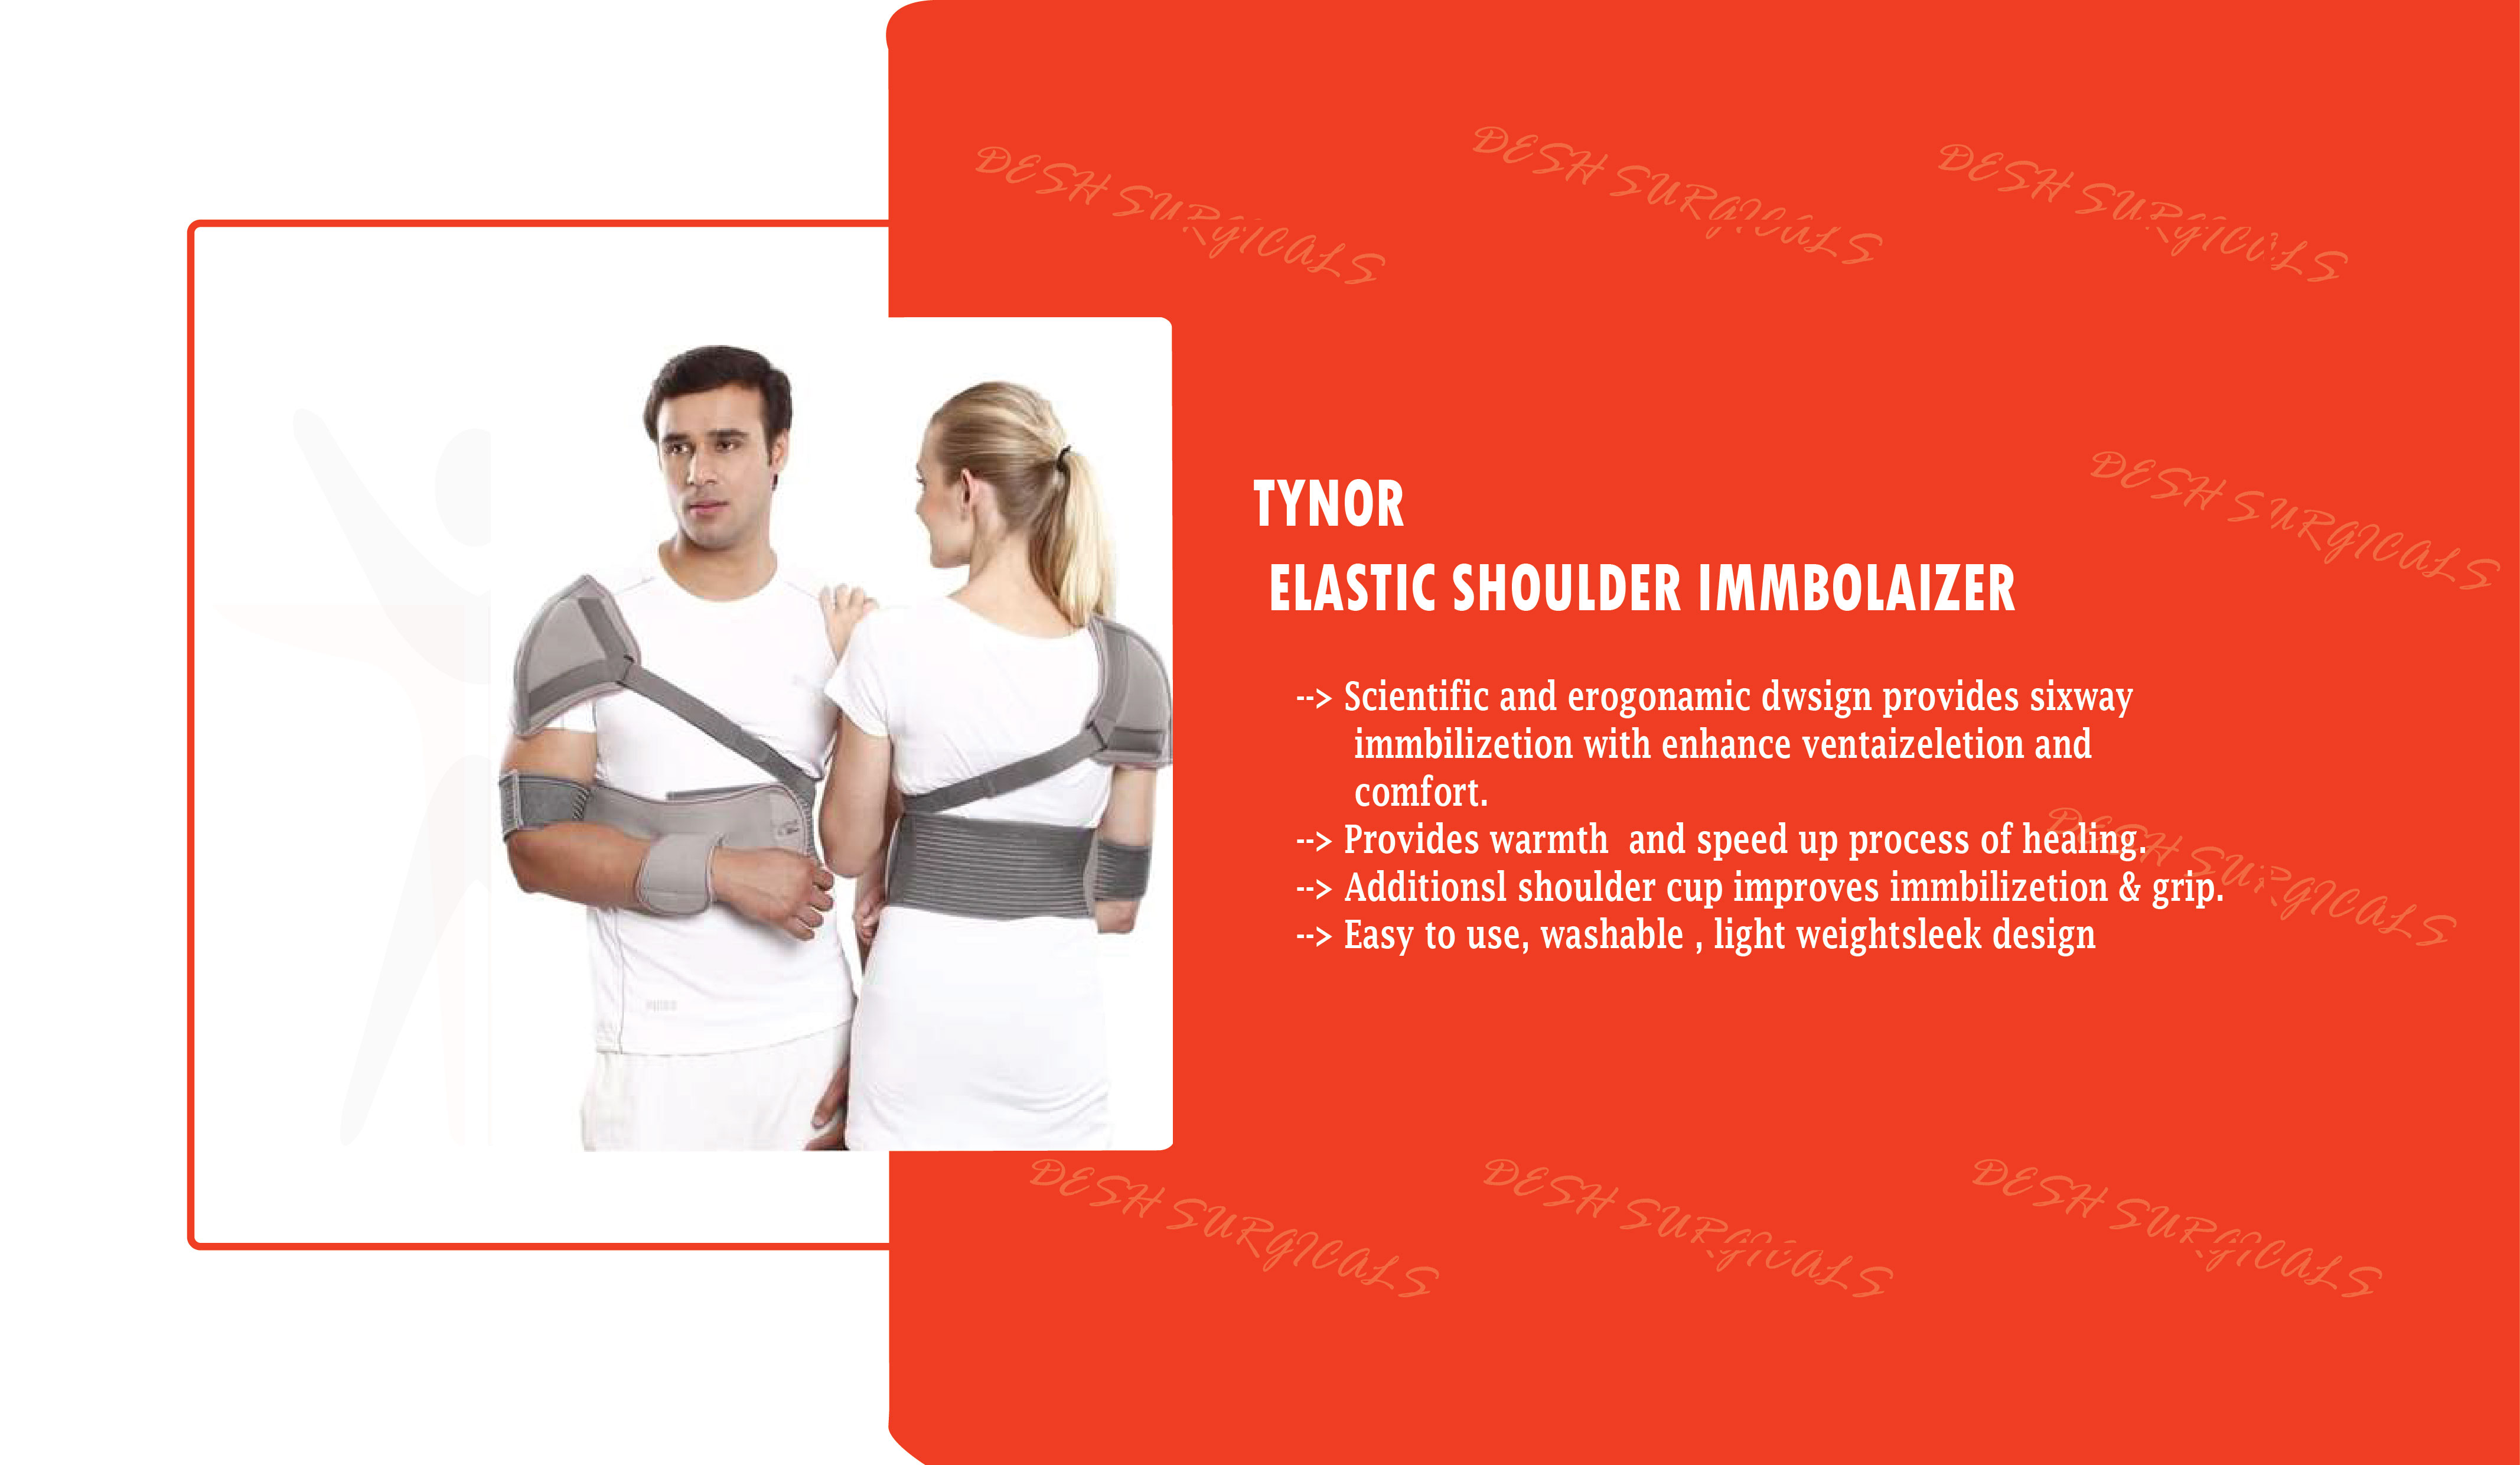 DESH SURGICALS
DESH SURGICALS
DESH SURGICALS
DESH SURGICALS
TYNOR
ELASTIC SHOULDER IMMBOLAIZER
--> Scientific and erogonamic dwsign provides sixway
immbilizetion with enhance ventaizeletion and
comfort.
--> Provides warmth  and speed up process of healing.
--> Additionsl shoulder cup improves immbilizetion & grip.
--> Easy to use, washable , light weightsleek design
DESH SURGICALS
DESH SURGICALS
DESH SURGICALS
DESH SURGICALS